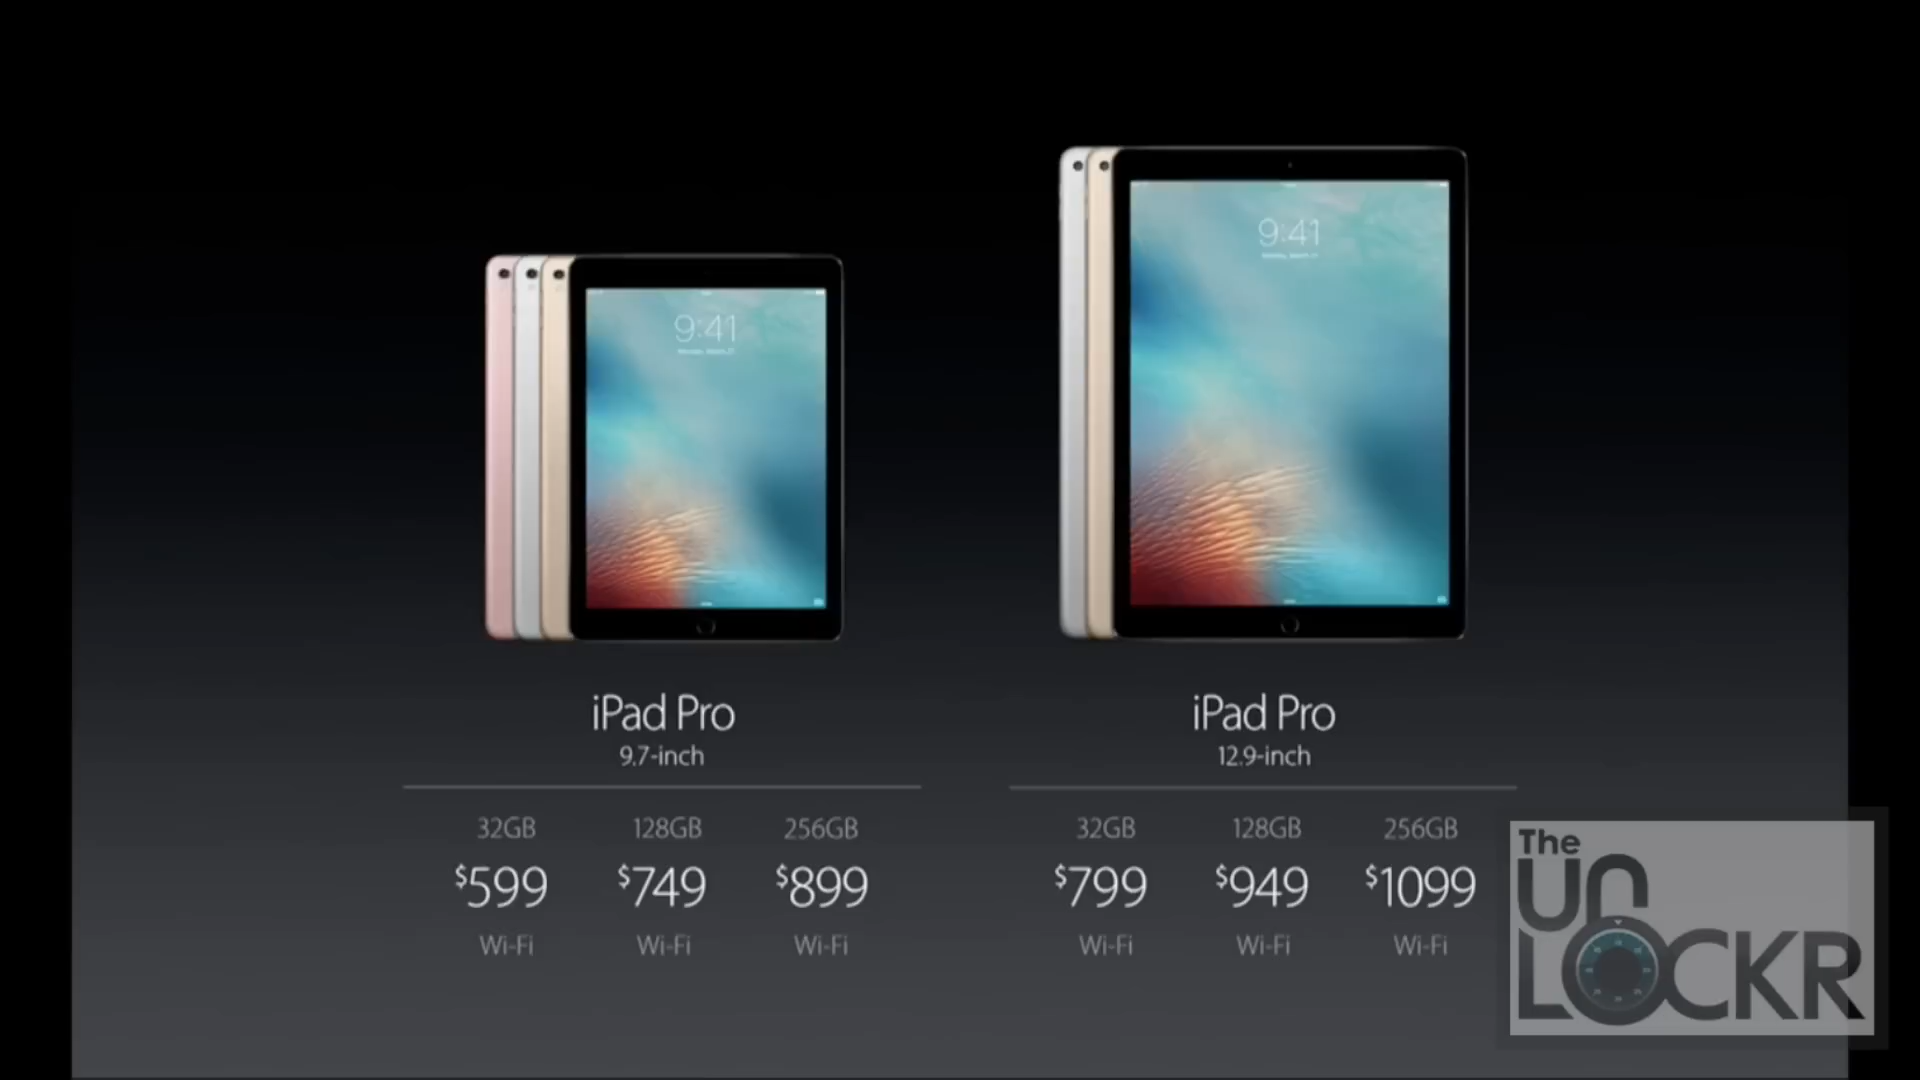 9:41
9:41
iPad Pro
9.7-inch
32GB 128GB 256GB
$599 $749 $899
Wi-Fi Wi-Fi Wi-Fi
iPad Pro
12.9-inch
32GB 128GB 256GB
$799 $949 $1099
Wi-Fi Wi-Fi Wi-Fi
The
Un
LOCKR